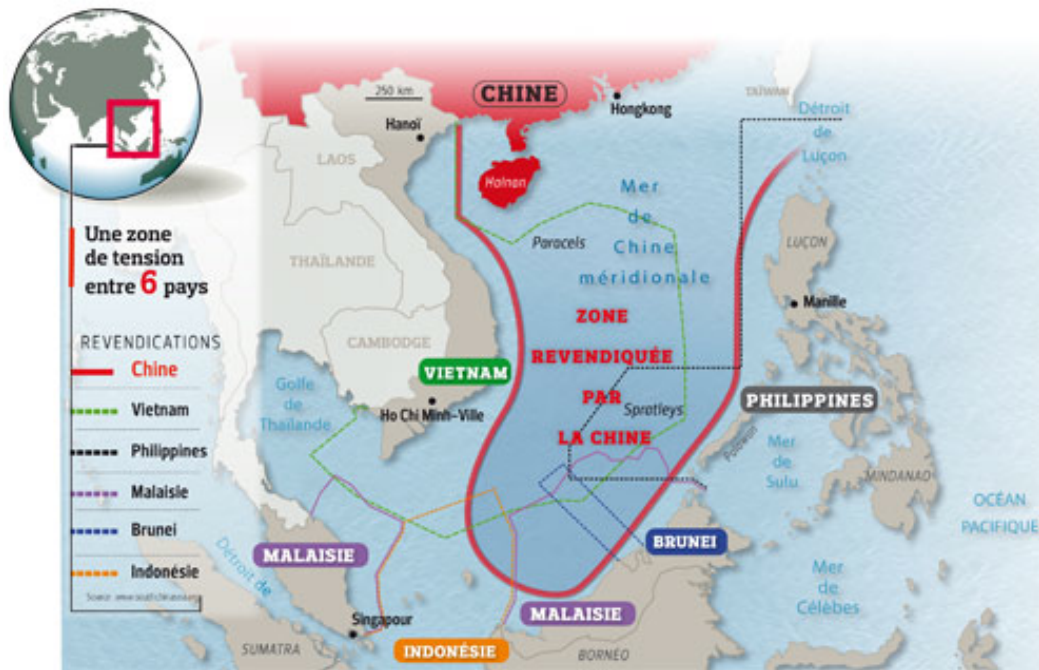 Une zone
de tension
entre 6 pays
REVENDICATIONS
Chine
Vietnam
Philippines
Malaisie
Brunei
Indonésie
250 km
CHINE
Hongkong
TAÏWAN
Détroit
de
Luçon
Hanoï
LAOS
Haïnan
Mer
de
Chine
méridionale
Paracels
LUÇON
THAÏLANDE
Manille
ZONE
REVENDIQUÉE
PAR
LA CHINE
CAMBODGE
VIETNAM
Golfe
de
Thaïlande
Ho Chi Minh-Ville
Spratleys
PHILIPPINES
Palawan
Mer
de
Sulu
MINDANAO
OCÉAN
PACIFIQUE
BRUNEI
MALAISIE
Détroit de
Mer
de
Célèbes
MALAISIE
Singapour
SUMATRA
INDONÉSIE
BORNÉO